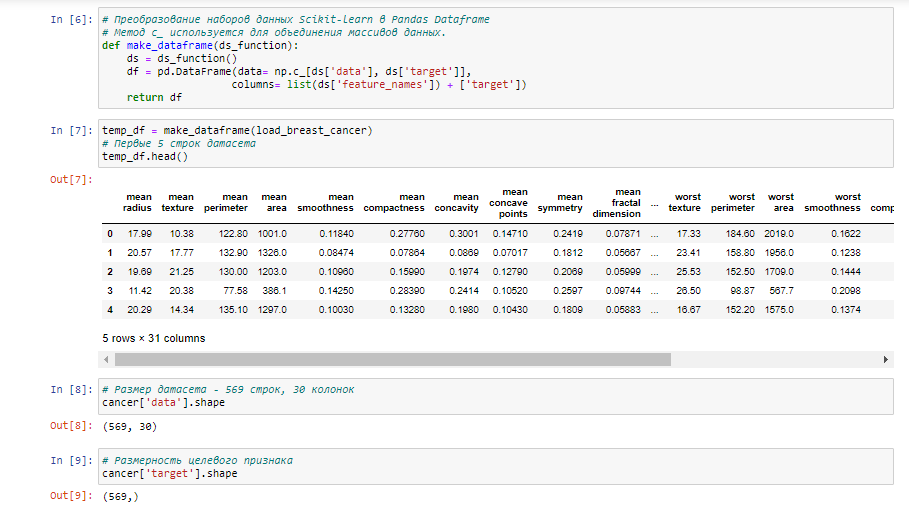 In [6]: # Преобразование наборов данных Scikit-learn в Pandas Dataframe
# Метод c_ используется для объединения массивов данных.
def make_dataframe(ds_function):
    ds = ds_function()
    df = pd.DataFrame(data= np.c_[ds['data'], ds['target']],
                     columns= list(ds['feature_names']) + ['target'])
    return df
In [7]: temp_df = make_dataframe(load_breast_cancer)
# Первые 5 строк датасета
temp_df.head()
Out[7]:
mean radius mean texture mean perimeter mean area mean smoothness mean compactness mean concavity mean concave points mean symmetry mean fractal dimension ... worst texture worst perimeter worst area worst smoothness comp
0 17.99 10.38 122.80 1001.0 0.11840 0.27760 0.3001 0.14710 0.2419 0.07871 ... 17.33 184.60 2019.0 0.1622
1 20.57 17.77 132.90 1326.0 0.08474 0.07864 0.0869 0.07017 0.1812 0.05667 ... 23.41 158.80 1956.0 0.1238
2 19.69 21.25 130.00 1203.0 0.10960 0.15990 0.1974 0.12790 0.2069 0.05999 ... 25.53 152.50 1709.0 0.1444
3 11.42 20.38 77.58 386.1 0.14250 0.28390 0.2414 0.10520 0.2597 0.09744 ... 26.50 98.87 567.7 0.2098
4 20.29 14.34 135.10 1297.0 0.10030 0.13280 0.1980 0.10430 0.1809 0.05883 ... 16.67 152.20 1575.0 0.1374
5 rows × 31 columns
In [8]: # Размер датасета - 569 строк, 30 колонок
cancer['data'].shape
Out[8]: (569, 30)
In [9]: # Размерность целевого признака
cancer['target'].shape
Out[9]: (569,)